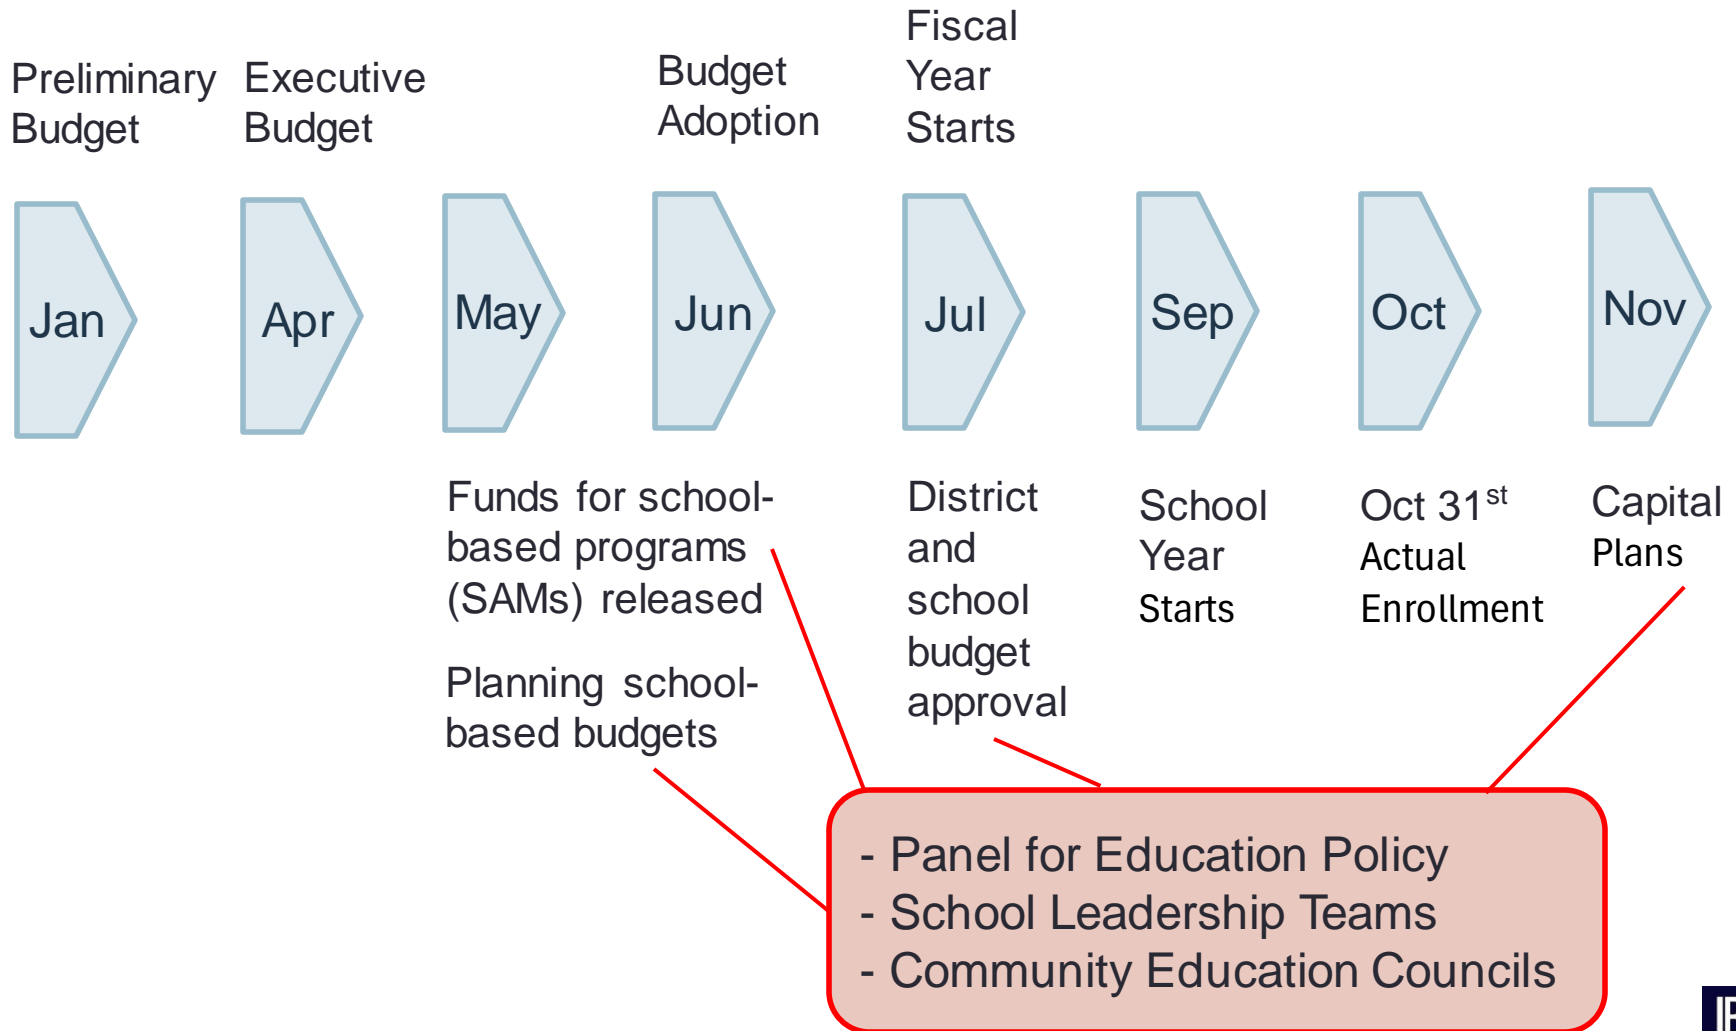 Preliminary
Budget
Executive
Budget
Budget
Adoption
Fiscal
Year
Starts
Jan
Apr
May
Jun
Jul
Sep
Oct
Nov
Funds for school-
based programs
(SAMs) released
Planning school-
based budgets
District
and
school
budget
approval
School
Year
Starts
Oct 31st
Actual
Enrollment
Capital
Plans
- Panel for Education Policy
- School Leadership Teams
- Community Education Councils